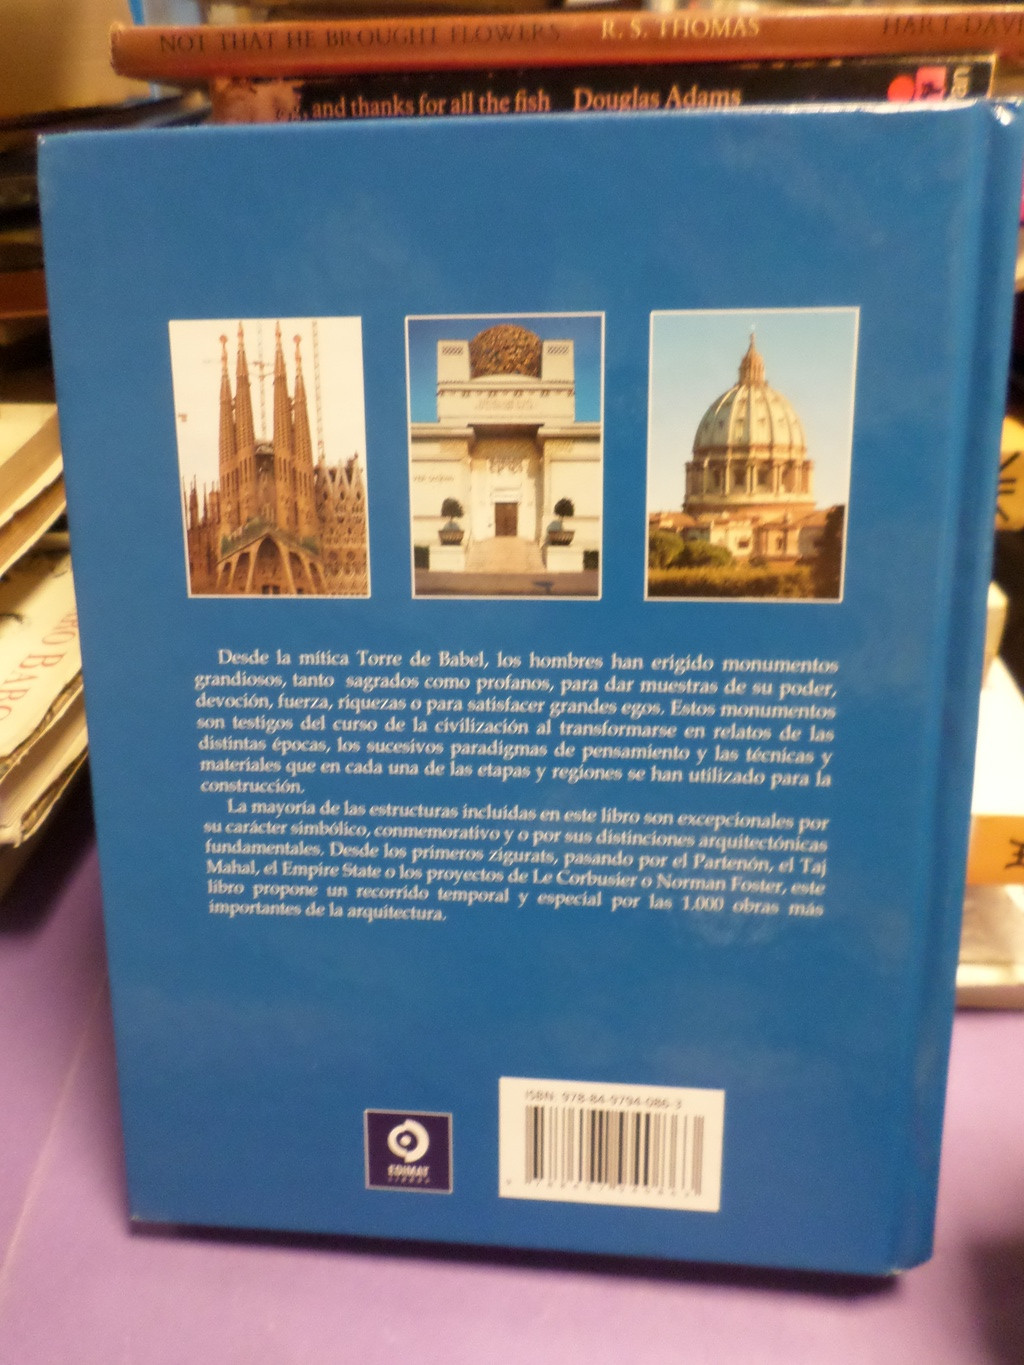 NOT THAT HE BROUGHT FLOWERS R. S. THOMAS HART-DAVI
and thanks for all the fish Douglas Adams
Desde la mítica Torre de Babel, los hombres han erigido monumentos
grandiosos, tanto sagrados como profanos, para dar muestras de su poder,
devoción, fuerza, riquezas o para satisfacer grandes egos. Estos monumentos
son testigos del curso de la civilización al transformarse en relatos de las
distintas épocas, los sucesivos paradigmas de pensamiento y las técnicas y
materiales que en cada una de las etapas y regiones se han utilizado para la
construcción.
La mayoría de las estructuras incluidas en este libro son excepcionales por
su carácter simbólico, conmemorativo y o por sus distinciones arquitectónicas
fundamentales. Desde los primeros zigurats, pasando por el Partenón, el Taj
Mahal, el Empire State o los proyectos de Le Corbusier o Norman Foster, este
libro propone un recorrido temporal y especial por las 1.000 obras más
importantes de la arquitectura.
ISBN: 978-84-9794-086-3
EDIMAT
LIBROS